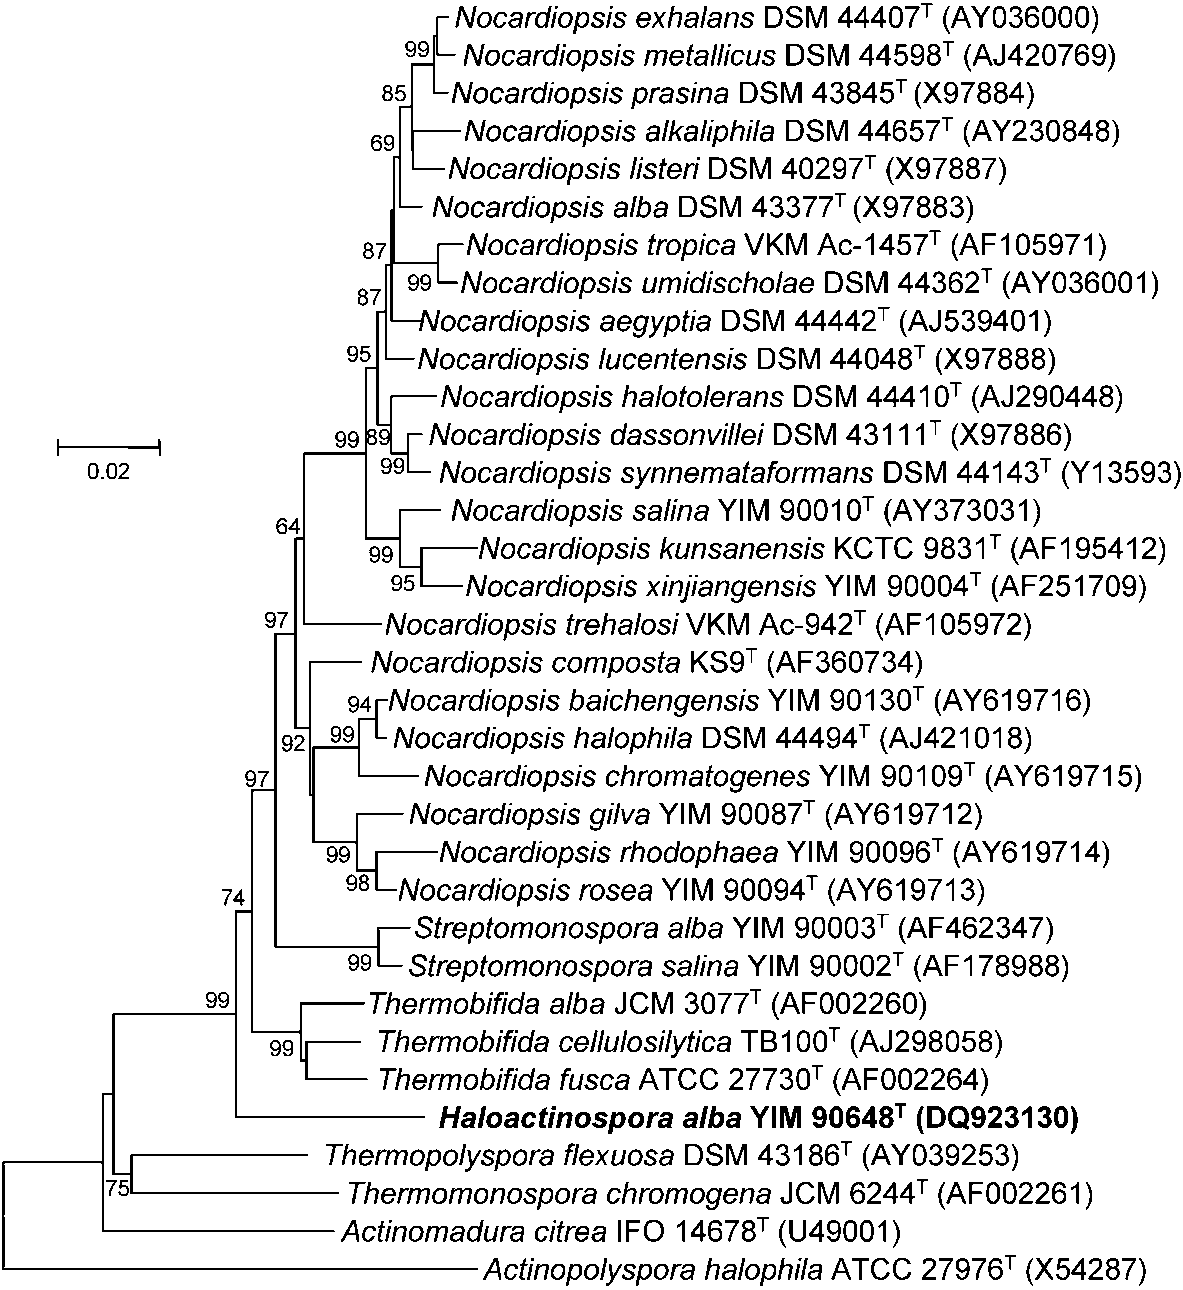 Nocardiopsis exhalans DSM 44407T (AY036000)
99
Nocardiopsis metallicus DSM 44598T (AJ420769)
85
Nocardiopsis prasina DSM 43845T (X97884)
Nocardiopsis alkaliphila DSM 44657T (AY230848)
69
Nocardiopsis listeri DSM 40297T (X97887)
Nocardiopsis alba DSM 43377T (X97883)
87
Nocardiopsis tropica VKM Ac-1457T (AF105971)
99
Nocardiopsis umidischolae DSM 44362T (AY036001)
87
Nocardiopsis aegyptia DSM 44442T (AJ539401)
95
Nocardiopsis lucentensis DSM 44048T (X97888)
Nocardiopsis halotolerans DSM 44410T (AJ290448)
99
89
Nocardiopsis dassonvillei DSM 43111T (X97886)
99
Nocardiopsis synnemataformans DSM 44143T (Y13593)
0.02
Nocardiopsis salina YIM 90010T (AY373031)
64
99
Nocardiopsis kunsanensis KCTC 9831T (AF195412)
95
Nocardiopsis xinjiangensis YIM 90004T (AF251709)
97
Nocardiopsis trehalosi VKM Ac-942T (AF105972)
Nocardiopsis composta KS9T (AF360734)
94
Nocardiopsis baichengensis YIM 90130T (AY619716)
92
99
Nocardiopsis halophila DSM 44494T (AJ421018)
97
Nocardiopsis chromatogenes YIM 90109T (AY619715)
Nocardiopsis gilva YIM 90087T (AY619712)
99
Nocardiopsis rhodophaea YIM 90096T (AY619714)
98
Nocardiopsis rosea YIM 90094T (AY619713)
74
Streptomonospora alba YIM 90003T (AF462347)
99
Streptomonospora salina YIM 90002T (AF178988)
99
Thermobifida alba JCM 3077T (AF002260)
99
Thermobifida cellulosilytica TB100T (AJ298058)
Thermobifida fusca ATCC 27730T (AF002264)
Haloactinospora alba YIM 90648T (DQ923130)
Thermopolyspora flexuosa DSM 43186T (AY039253)
75
Thermomonospora chromogena JCM 6244T (AF002261)
Actinomadura citrea IFO 14678T (U49001)
Actinopolyspora halophila ATCC 27976T (X54287)